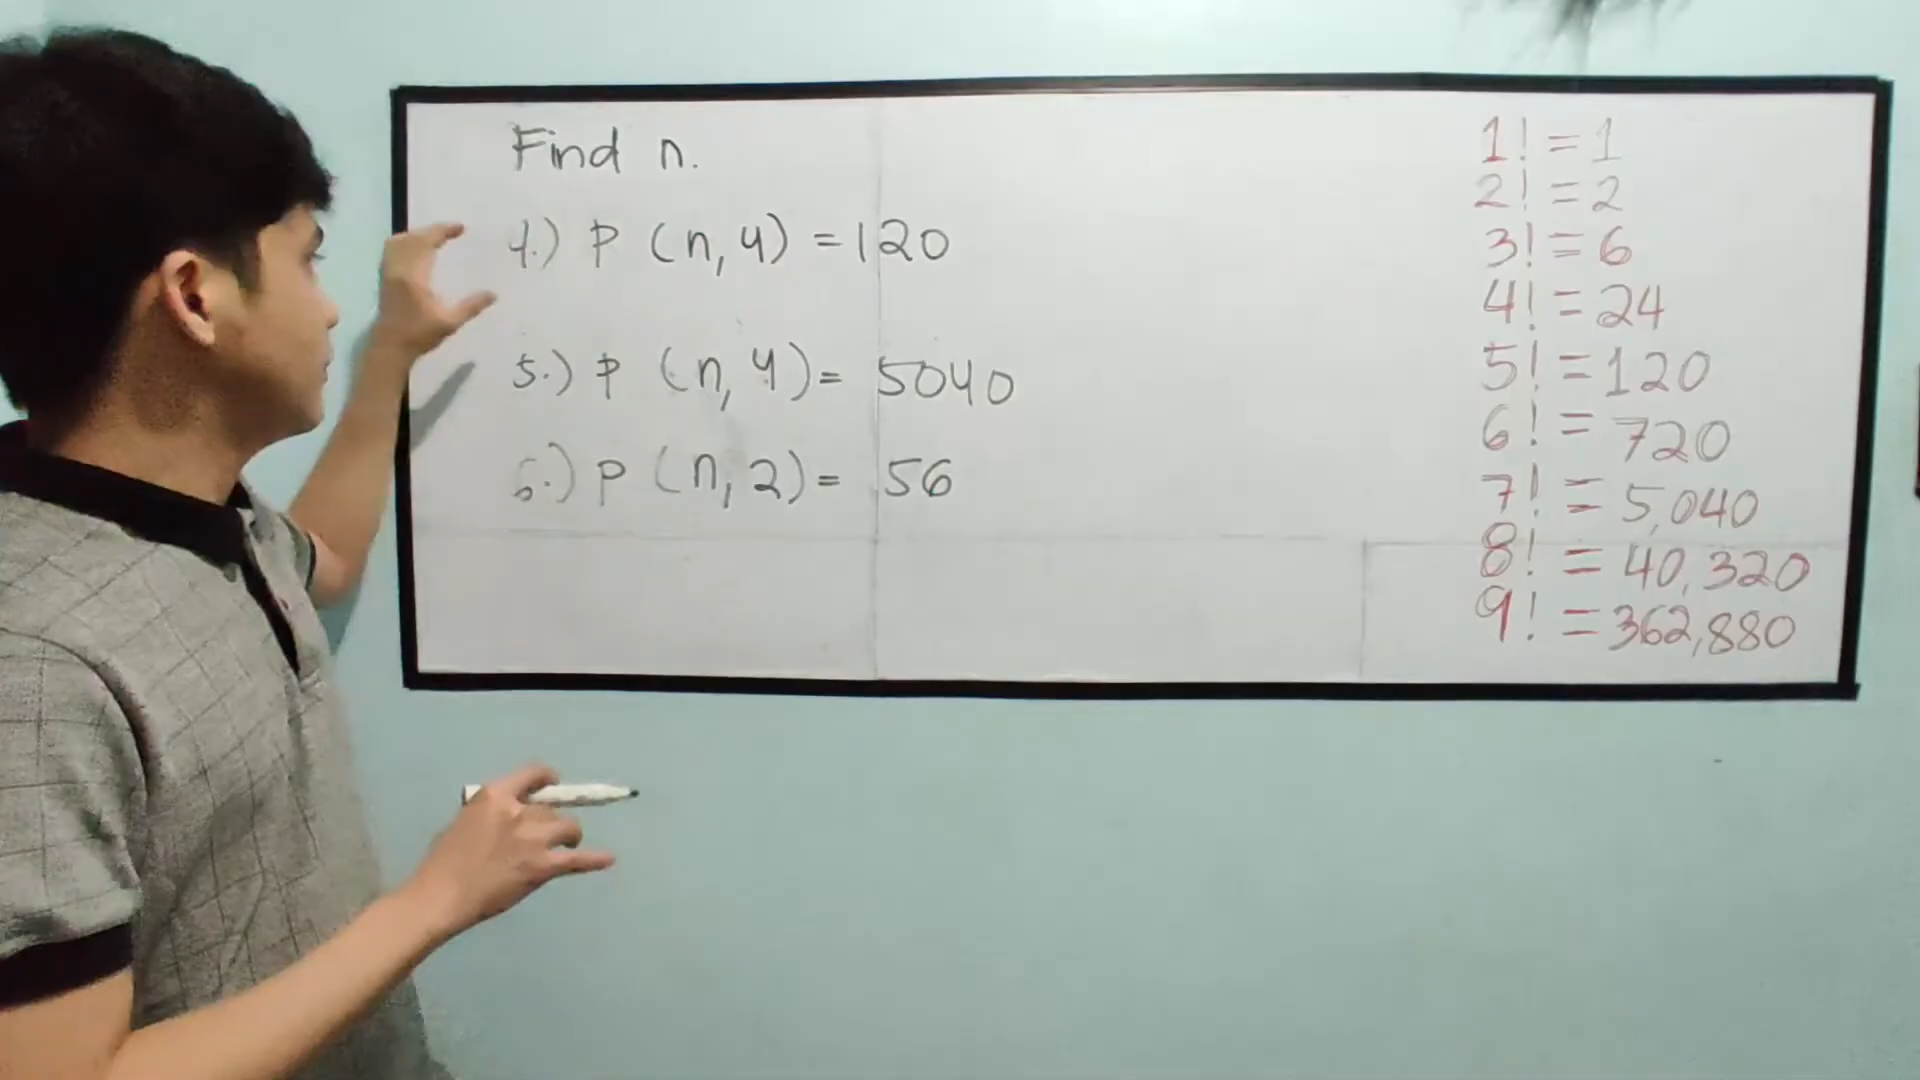 Find n.
4.) P (n, 4) = 120
5.) P (n, 4) = 5040
6.) P (n, 2) = 56
1! = 1
2! = 2
3! = 6
4! = 24
5! = 120
6! = 720
7! = 5,040
8! = 40,320
9! = 362,880